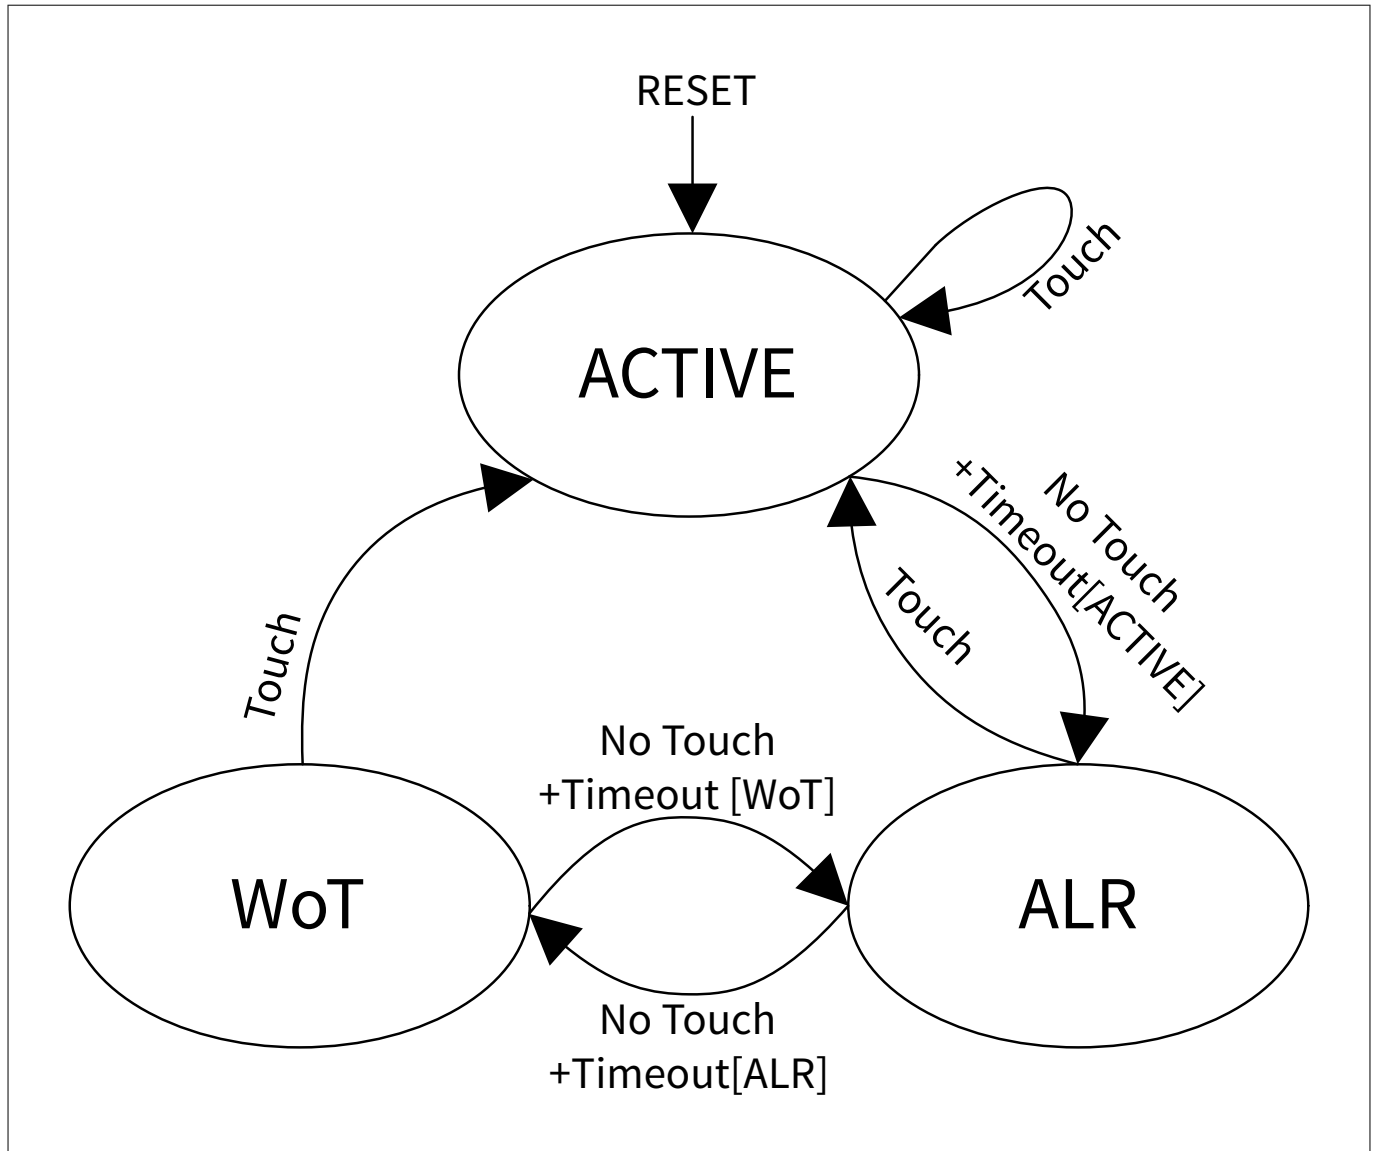 RESET
Touch
ACTIVE
No Touch
+Timeout[ACTIVE]
Touch
Touch
No Touch
+Timeout [WoT]
WoT
ALR
No Touch
+Timeout[ALR]